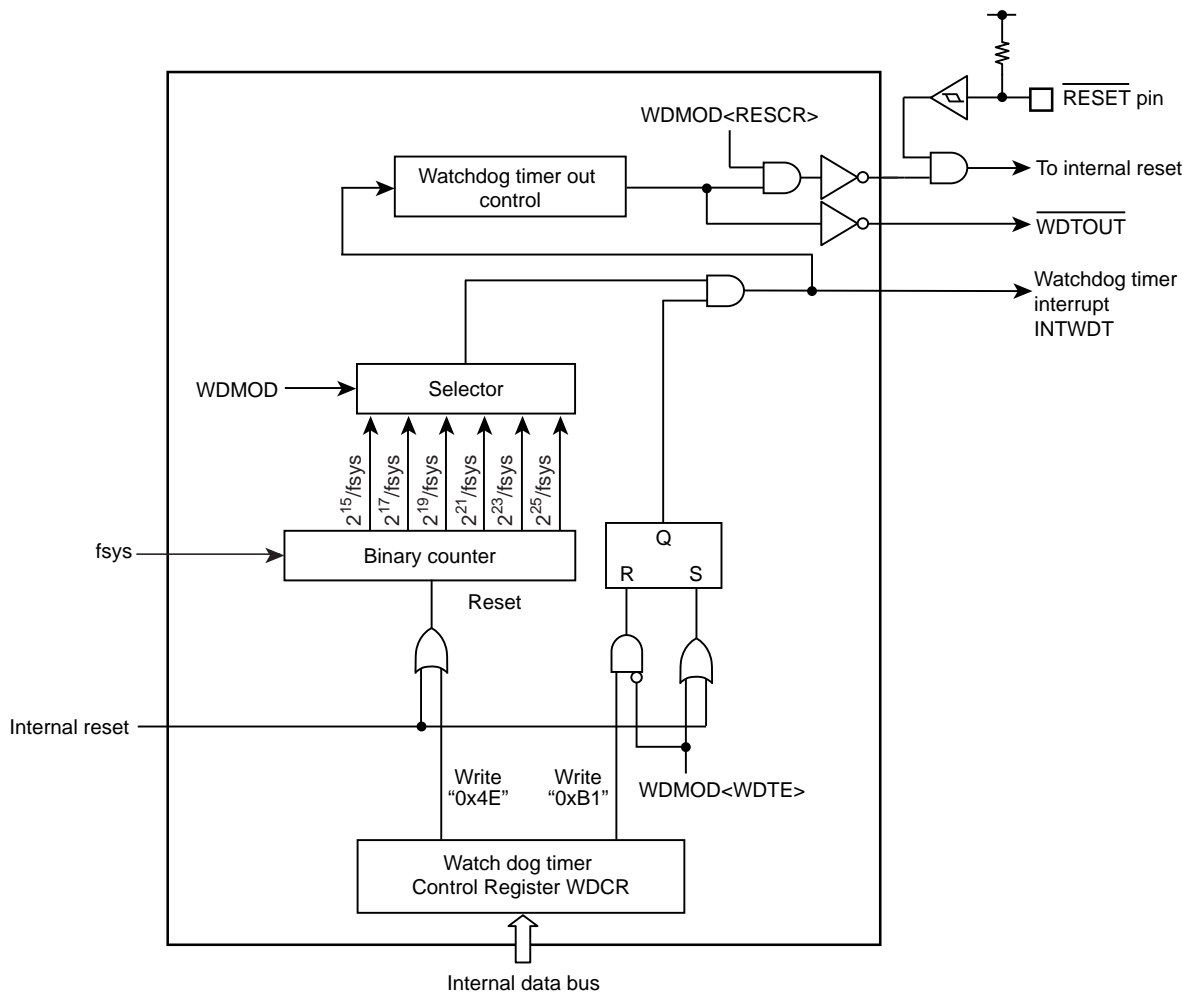 WDMOD<RESCR>
RESET pin
To internal reset
Watchdog timer out
control
WDTOUT
Watchdog timer
interrupt
INTWDT
WDMOD
Selector
2^15/fsys
2^17/fsys
2^19/fsys
2^21/fsys
2^23/fsys
2^25/fsys
fsys
Binary counter
Reset
Q
R S
Internal reset
Write
“0x4E”
Write
“0xB1”
WDMOD<WDTE>
Watch dog timer
Control Register WDCR
Internal data bus